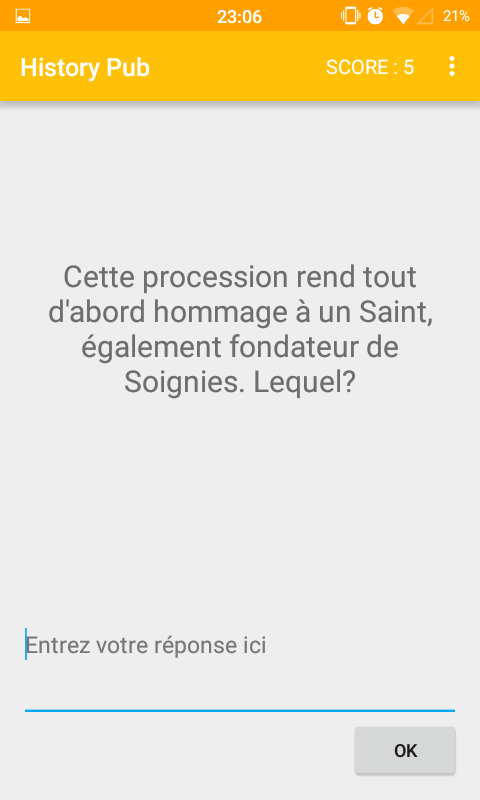 23:06
21%
History Pub
SCORE : 5
Cette procession rend tout
d'abord hommage à un Saint,
également fondateur de
Soignies. Lequel?
Entrez votre réponse ici
OK